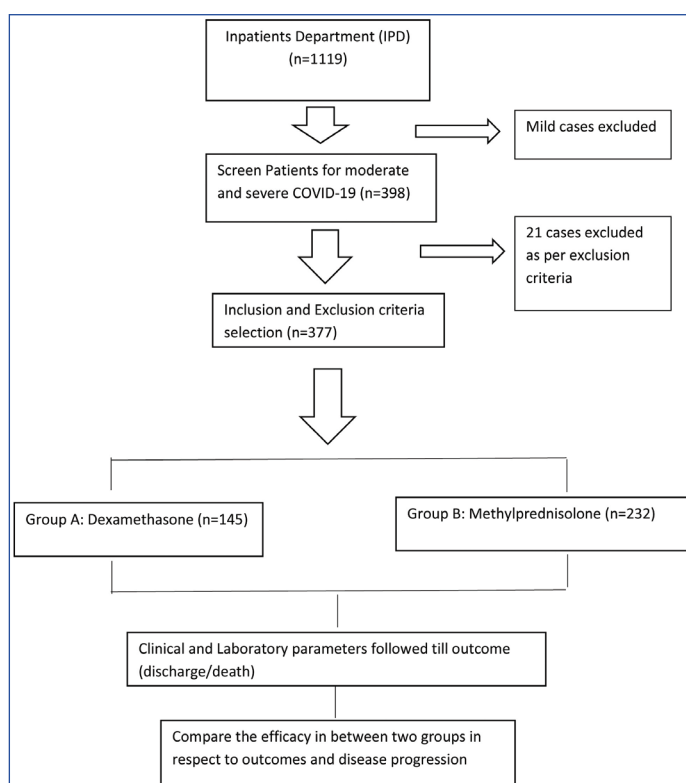 Inpatients Department (IPD)
(n=1119)
Mild cases excluded
Screen Patients for moderate
and severe COVID-19 (n=398)
21 cases excluded
as per exclusion
criteria
Inclusion and Exclusion criteria
selection (n=377)
Group A: Dexamethasone (n=145)
Group B: Methylprednisolone (n=232)
Clinical and Laboratory parameters followed till outcome
(discharge/death)
Compare the efficacy in between two groups in
respect to outcomes and disease progression